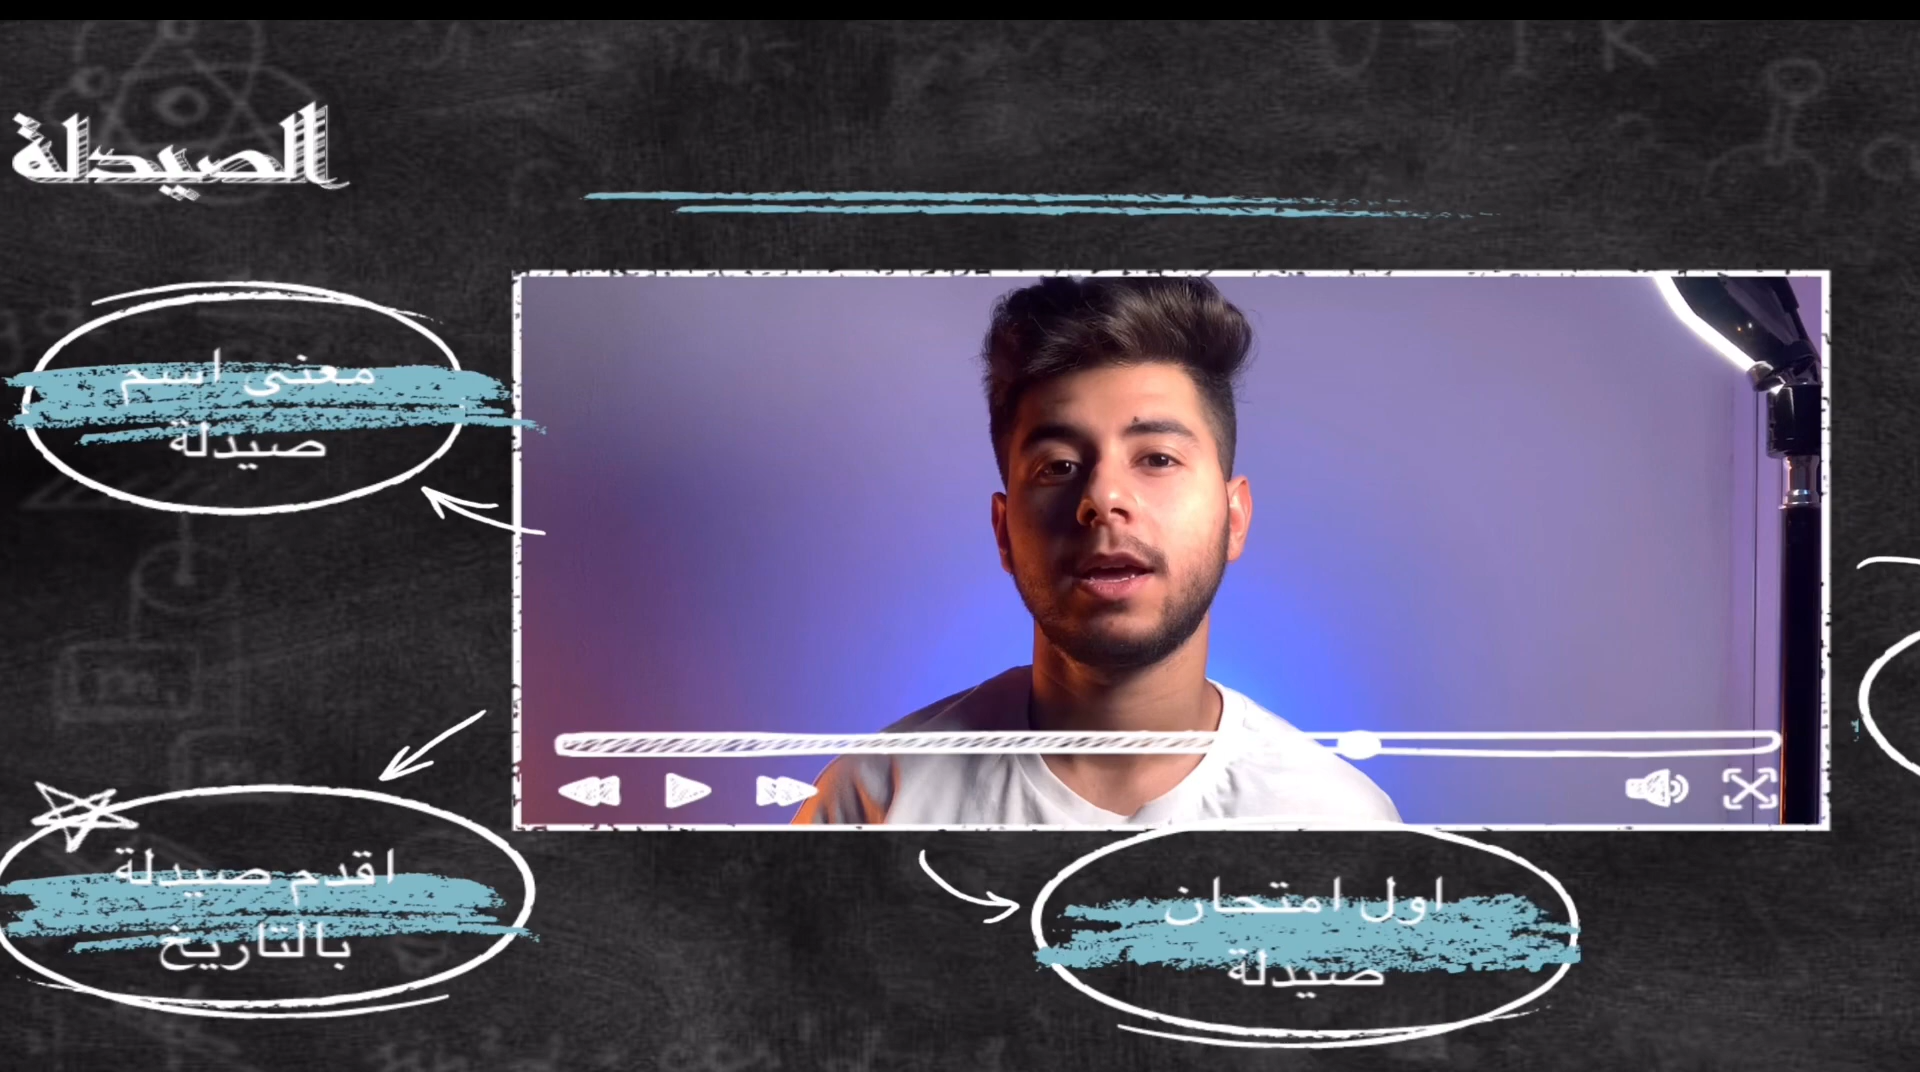 الصيدلة
معنى اسم
صيدلة
اقدم صيدلة
بالتاريخ
اول امتحان
صيدلة